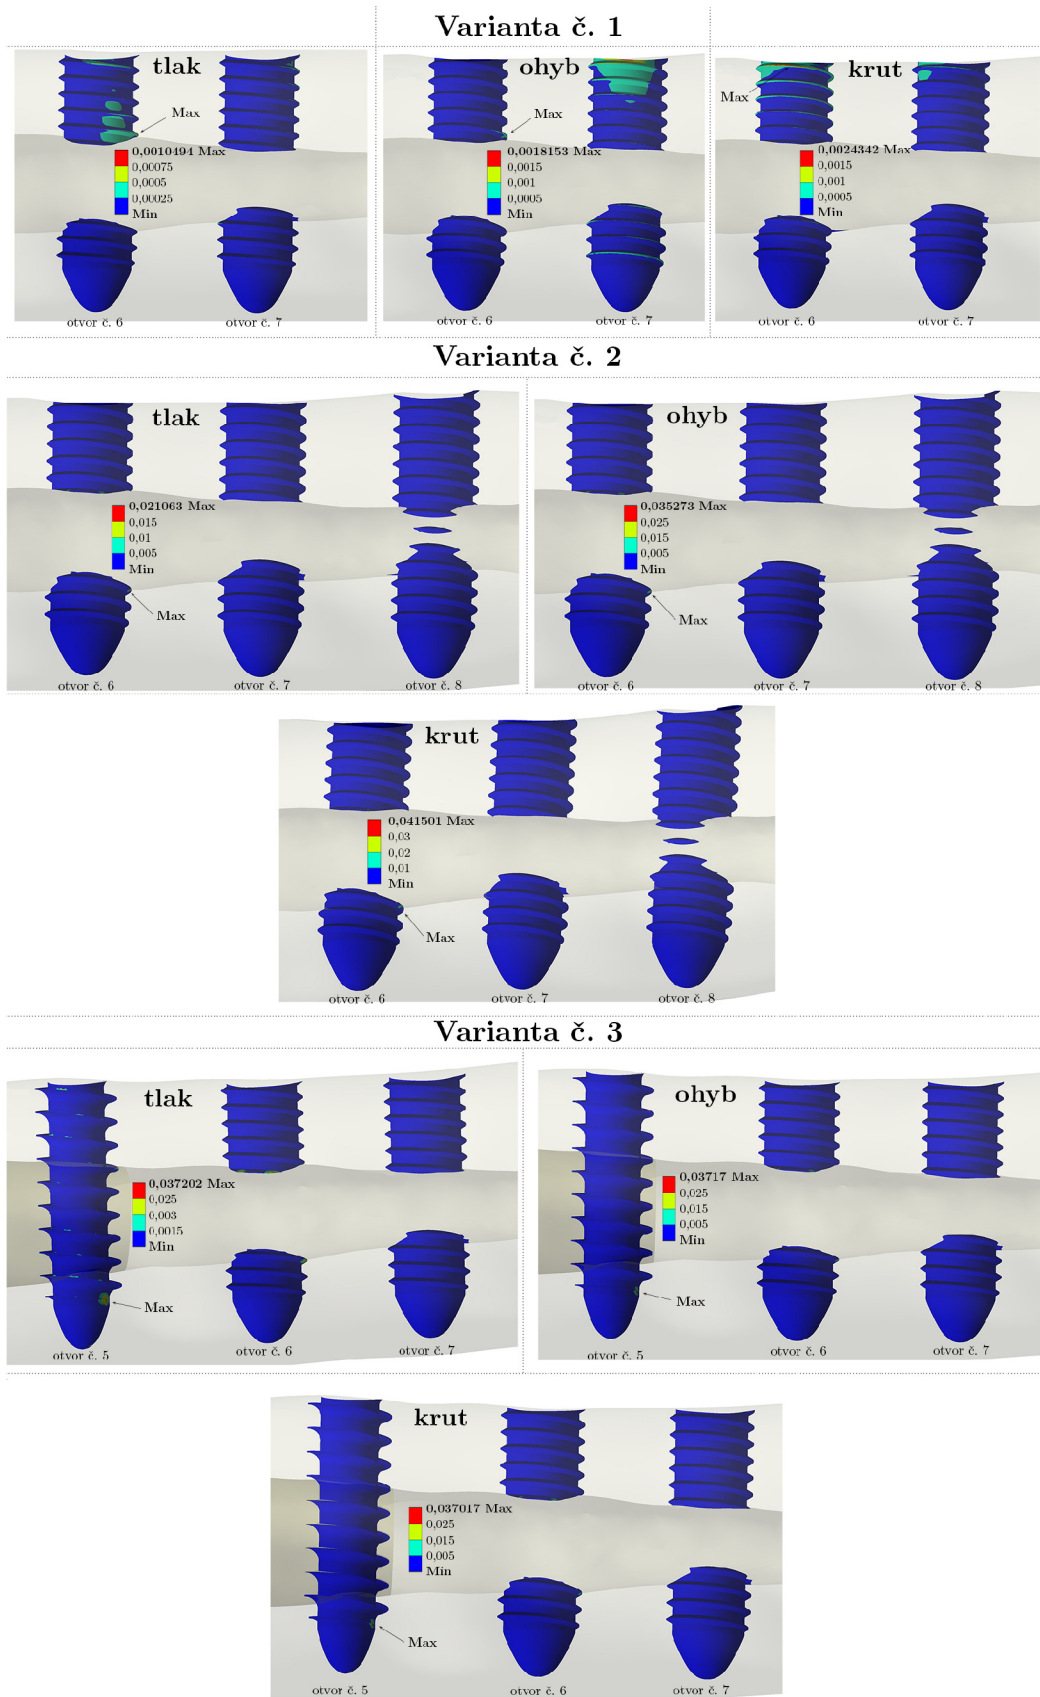 Varianta č. 1
tlak
Max
0,0010494 Max
0,00075
0,0005
0,00025
Min
otvor č. 6
otvor č. 7
ohyb
Max
0,0018153 Max
0,0015
0,001
0,0005
Min
otvor č. 6
otvor č. 7
krut
Max
0,0024342 Max
0,0015
0,001
0,0005
Min
otvor č. 6
otvor č. 7
Varianta č. 2
tlak
0,021063 Max
0,015
0,01
0,005
Min
Max
otvor č. 6
otvor č. 7
otvor č. 8
ohyb
0,035273 Max
0,025
0,015
0,005
Min
Max
otvor č. 6
otvor č. 7
otvor č. 8
krut
0,041501 Max
0,03
0,02
0,01
Min
Max
otvor č. 6
otvor č. 7
otvor č. 8
Varianta č. 3
tlak
0,037202 Max
0,025
0,003
0,0015
Min
Max
otvor č. 5
otvor č. 6
otvor č. 7
ohyb
0,03717 Max
0,025
0,015
0,005
Min
Max
otvor č. 5
otvor č. 6
otvor č. 7
krut
0,037017 Max
0,025
0,015
0,005
Min
Max
otvor č. 5
otvor č. 6
otvor č. 7